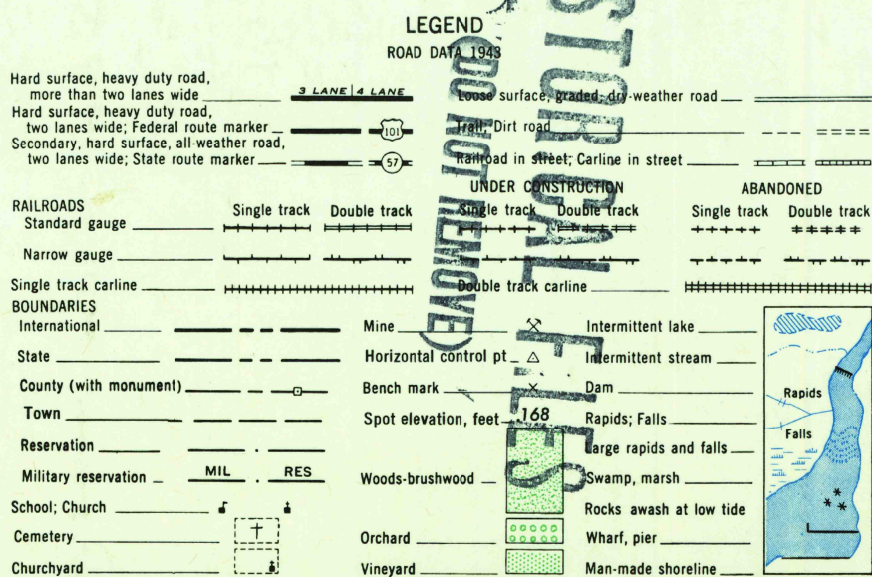 LEGEND
ROAD DATA 1943
Hard surface, heavy duty road,
more than two lanes wide
3 LANE 4 LANE
Hard surface, heavy duty road,
two lanes wide; Federal route marker
101
Secondary, hard surface, all-weather road,
two lanes wide; State route marker
57
Loose surface, graded, dry-weather road
Trail; Dirt road
Railroad in street; Carline in street
RAILROADS
Single track Double track
UNDER CONSTRUCTION
Single track Double track
ABANDONED
Single track Double track
Standard gauge
Narrow gauge
Single track carline
Double track carline
BOUNDARIES
International
State
County (with monument)
Town
Reservation
Military reservation MIL . RES
School; Church
Cemetery
Churchyard
Mine
Horizontal control pt
Bench mark
Spot elevation, feet 168
Woods-brushwood
Orchard
Vineyard
Intermittent lake
Intermittent stream
Dam
Rapids; Falls
Large rapids and falls
Swamp, marsh
Rocks awash at low tide
Wharf, pier
Man-made shoreline
Rapids
Falls
STORICAL FILES
(DO NOT REMOVE)